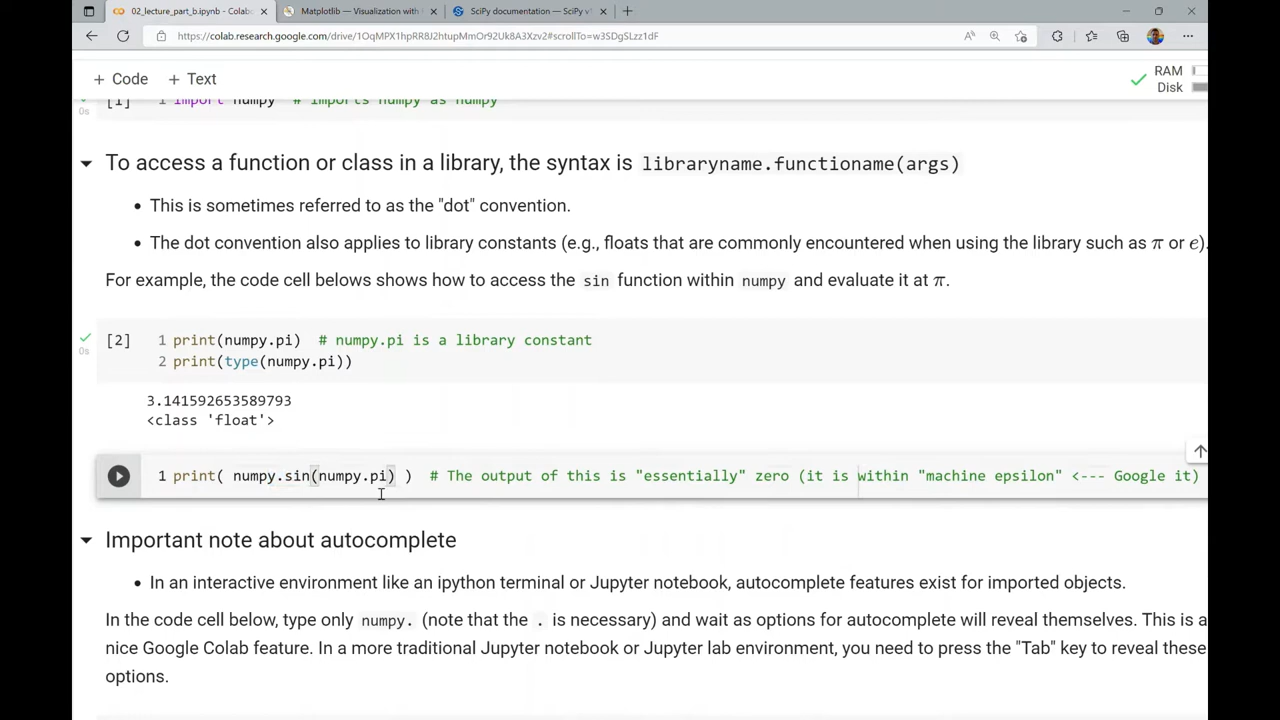 02_lecture_part_b.ipynb - Colab
Matplotlib — Visualization with
SciPy documentation — SciPy v
https://colab.research.google.com/drive/1OqMPX1hpRR8J2htupMmOr92Uk8A3Xzv2#scrollTo=w3SDgSLzz1dF
+ Code + Text
RAM
Disk
[1] 1 import numpy # imports numpy as numpy
0s
To access a function or class in a library, the syntax is libraryname.functioname(args)
• This is sometimes referred to as the "dot" convention.
• The dot convention also applies to library constants (e.g., floats that are commonly encountered when using the library such as π or e).
For example, the code cell belows shows how to access the sin function within numpy and evaluate it at π.
[2] 1 print(numpy.pi) # numpy.pi is a library constant
0s
2 print(type(numpy.pi))
3.141592653589793
<class 'float'>
1 print( numpy.sin(numpy.pi) ) # The output of this is "essentially" zero (it is within "machine epsilon" <--- Google it)
Important note about autocomplete
• In an interactive environment like an ipython terminal or Jupyter notebook, autocomplete features exist for imported objects.
In the code cell below, type only numpy. (note that the . is necessary) and wait as options for autocomplete will reveal themselves. This is a
nice Google Colab feature. In a more traditional Jupyter notebook or Jupyter lab environment, you need to press the "Tab" key to reveal these
options.